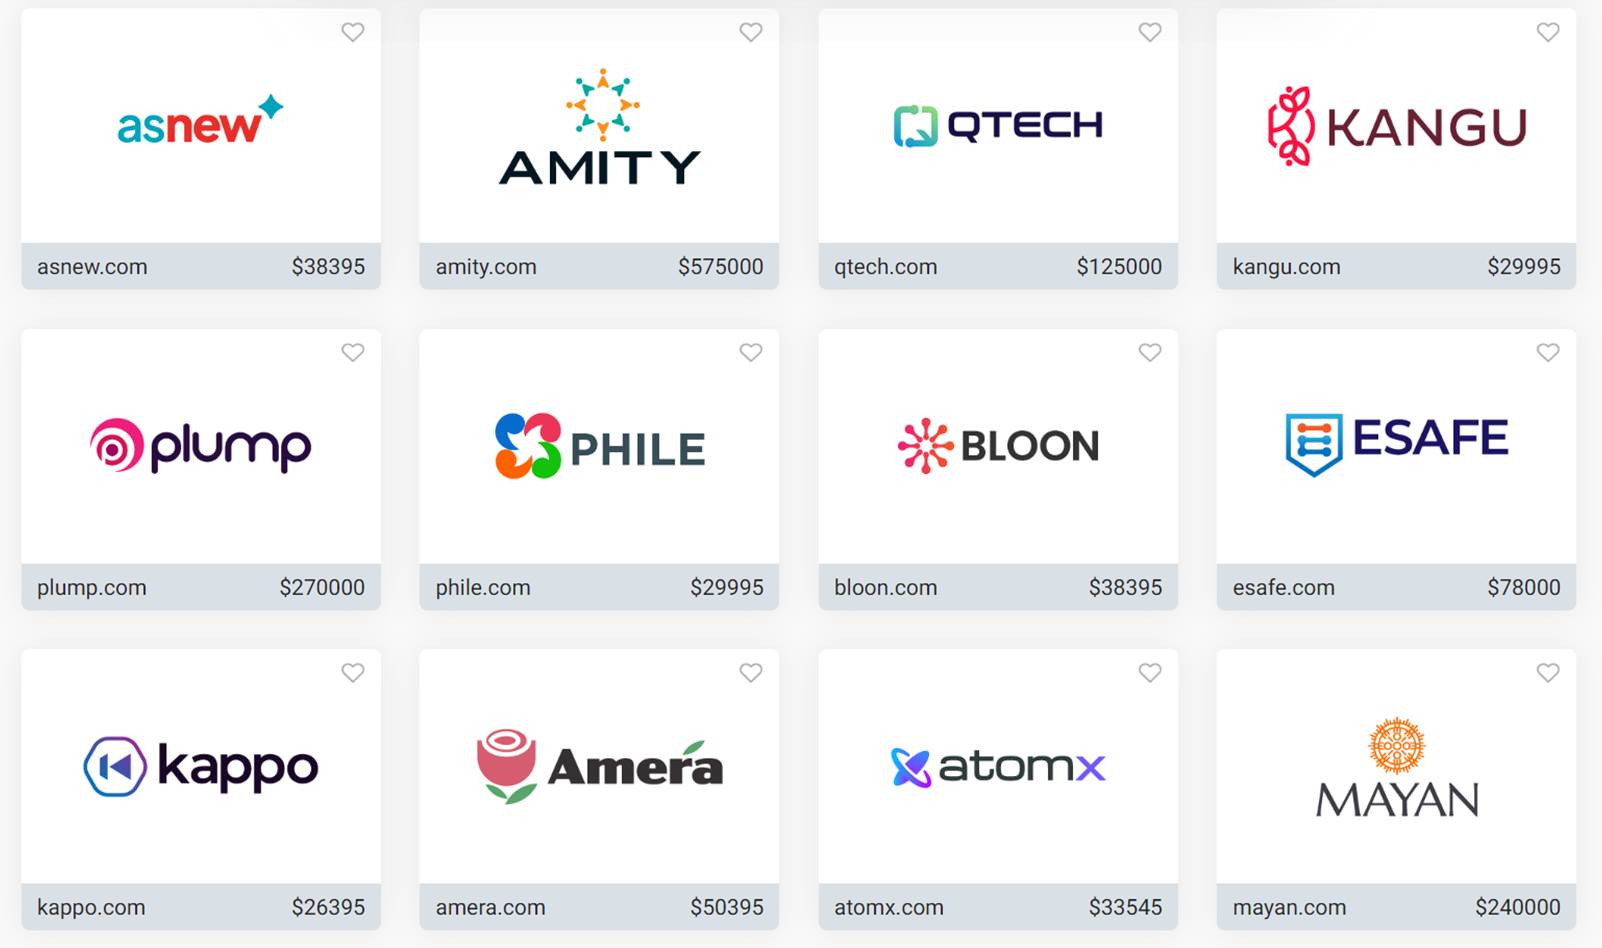 asnew
asnew.com $38395
AMITY
amity.com $575000
QTECH
qtech.com $125000
KANGU
kangu.com $29995
plump
plump.com $270000
PHILE
phile.com $29995
BLOON
bloon.com $38395
ESAFE
esafe.com $78000
kappo
kappo.com $26395
Amera
amera.com $50395
atomx
atomx.com $33545
MAYAN
mayan.com $240000